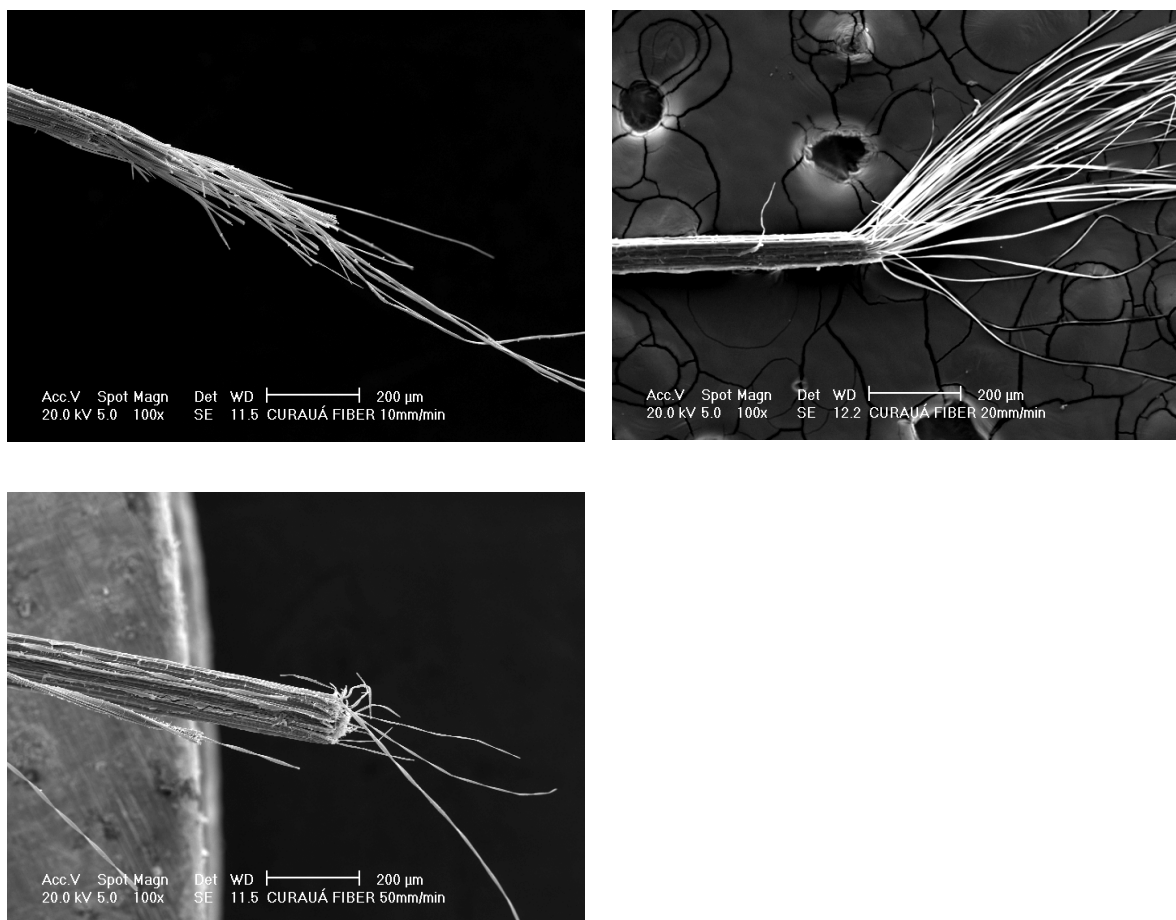 Acc.V Spot Magn Det WD 200 µm
20.0 kV 5.0 100x SE 11.5 CURAUÁ FIBER 10mm/min
Acc.V Spot Magn Det WD 200 µm
20.0 kV 5.0 100x SE 12.2 CURAUÁ FIBER 20mm/min
Acc.V Spot Magn Det WD 200 µm
20.0 kV 5.0 100x SE 11.5 CURAUÁ FIBER 50mm/min